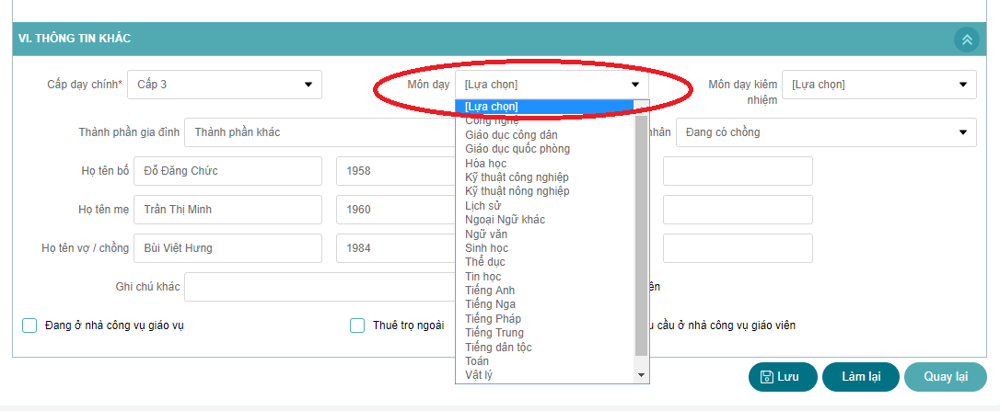 VI. THÔNG TIN KHÁC
Cấp dạy chính* Cấp 3 Môn dạy [Lựa chọn] Môn dạy kiêm nhiệm [Lựa chọn]
[Lựa chọn]
Công nghệ
Giáo dục công dân
Giáo dục quốc phòng
Hóa học
Kỹ thuật công nghiệp
Kỹ thuật nông nghiệp
Lịch sử
Ngoại Ngữ khác
Ngữ văn
Sinh học
Thể dục
Tin học
Tiếng Anh
Tiếng Nga
Tiếng Pháp
Tiếng Trung
Tiếng dân tộc
Toán
Vật lý
Thành phần gia đình Thành phần khác nhân Đang có chồng
Họ tên bố Đỗ Đăng Chức 1958
Họ tên mẹ Trần Thị Minh 1960
Họ tên vợ / chồng Bùi Việt Hưng 1984
Ghi chú khác ên
Đang ở nhà công vụ giáo vụ Thuê trọ ngoài u cầu ở nhà công vụ giáo viên
Lưu Làm lại Quay lại